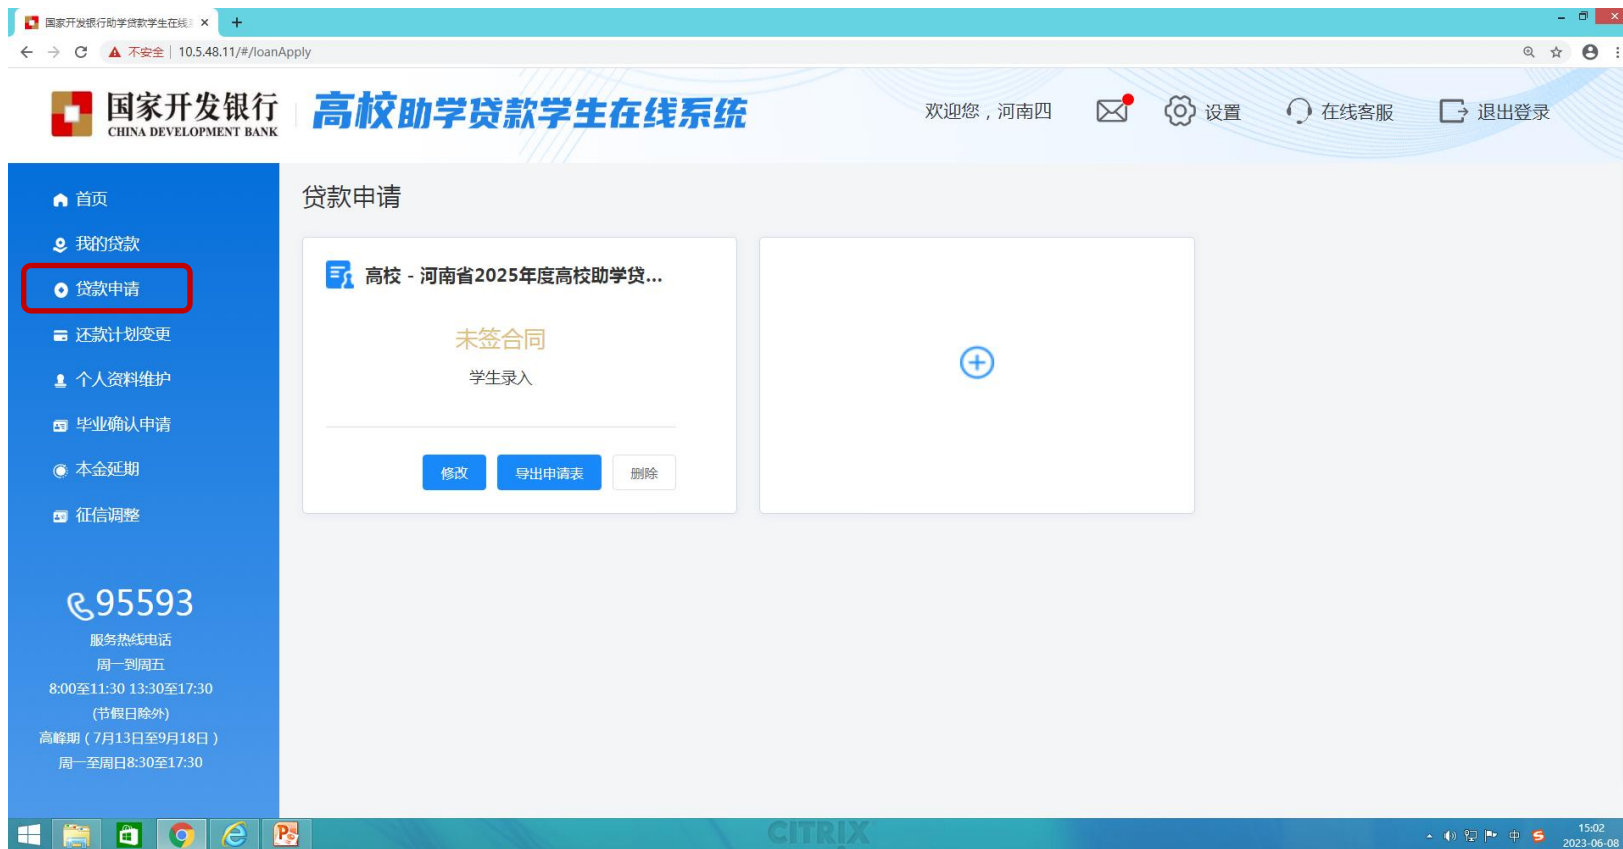 国家开发银行助学贷款学生在线
不安全 | 10.5.48.11/#/loanApply
国家开发银行
CHINA DEVELOPMENT BANK
高校助学贷款学生在线系统
欢迎您，河南四
设置
在线客服
退出登录
首页
我的贷款
贷款申请
还款计划变更
个人资料维护
毕业确认申请
本金延期
征信调整
95593
服务热线电话
周一到周五
8:00至11:30 13:30至17:30
(节假日除外)
高峰期（7月13日至9月18日）
周一至周日8:30至17:30
贷款申请
高校 - 河南省2025年度高校助学贷...
未签合同
学生录入
修改
导出申请表
删除
CITRIX
中
15:02
2023-06-08